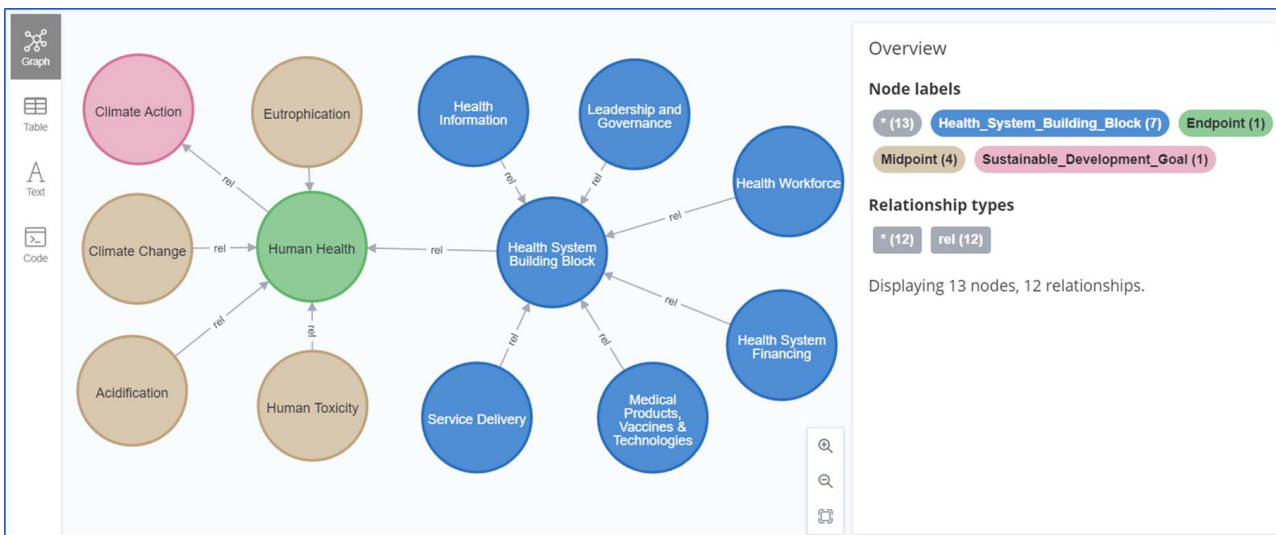 Graph
Table
Text
Code
Climate Action
Eutrophication
Health
Information
Leadership and
Governance
Health Workforce
rel
rel
rel
rel
Climate Change
rel
Human Health
rel
Health System
Building Block
rel
rel
rel
rel
rel
Health System
Financing
Acidification
Human Toxicity
Service Delivery
Medical
Products,
Vaccines &
Technologies
Overview
Node labels
* (13) Health_System_Building_Block (7) Endpoint (1)
Midpoint (4) Sustainable_Development_Goal (1)
Relationship types
* (12) rel (12)
Displaying 13 nodes, 12 relationships.